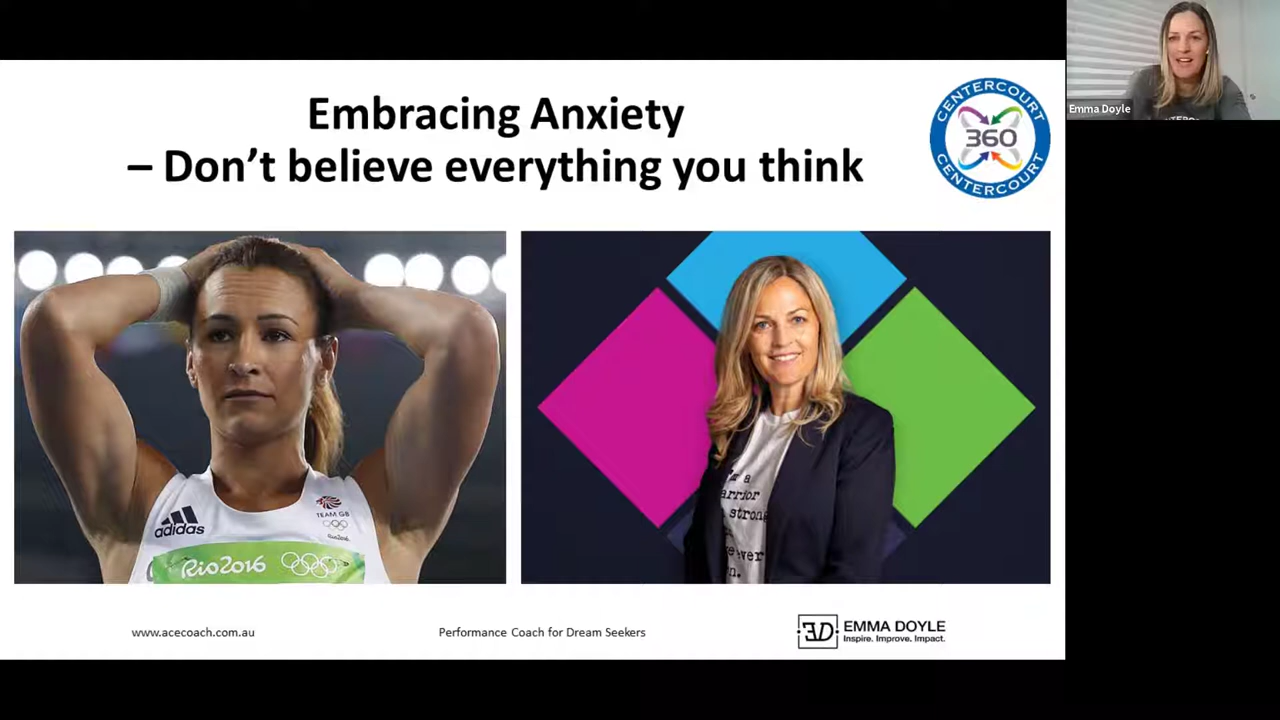 Embracing Anxiety
– Don't believe everything you think
CENTERCOURT
360
CENTERCOURT
Emma Doyle
adidas
TEAM GB
Rio2016
Rio2016
strong
www.acecoach.com.au
Performance Coach for Dream Seekers
ED
EMMA DOYLE
Inspire. Improve. Impact.